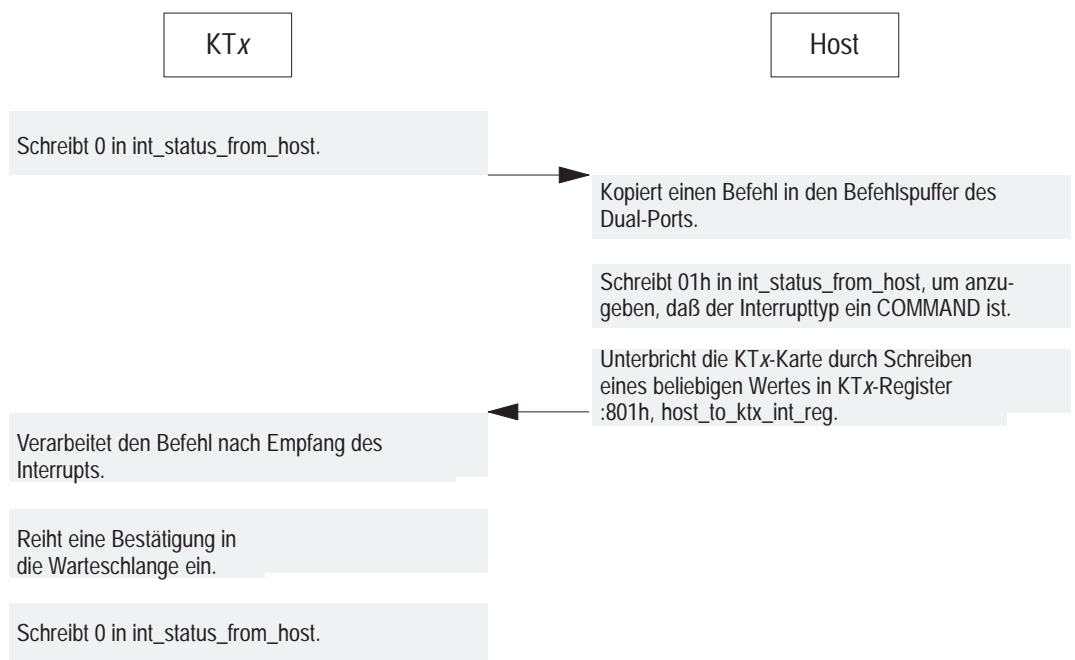 KTx
Host
Schreibt 0 in int_status_from_host.
Kopiert einen Befehl in den Befehlspuffer des
Dual-Ports.
Schreibt 01h in int_status_from_host, um anzu-
geben, daß der Interrupttyp ein COMMAND ist.
Unterbricht die KTx-Karte durch Schreiben
eines beliebigen Wertes in KTx-Register
:801h, host_to_ktx_int_reg.
Verarbeitet den Befehl nach Empfang des
Interrupts.
Reiht eine Bestätigung in
die Warteschlange ein.
Schreibt 0 in int_status_from_host.